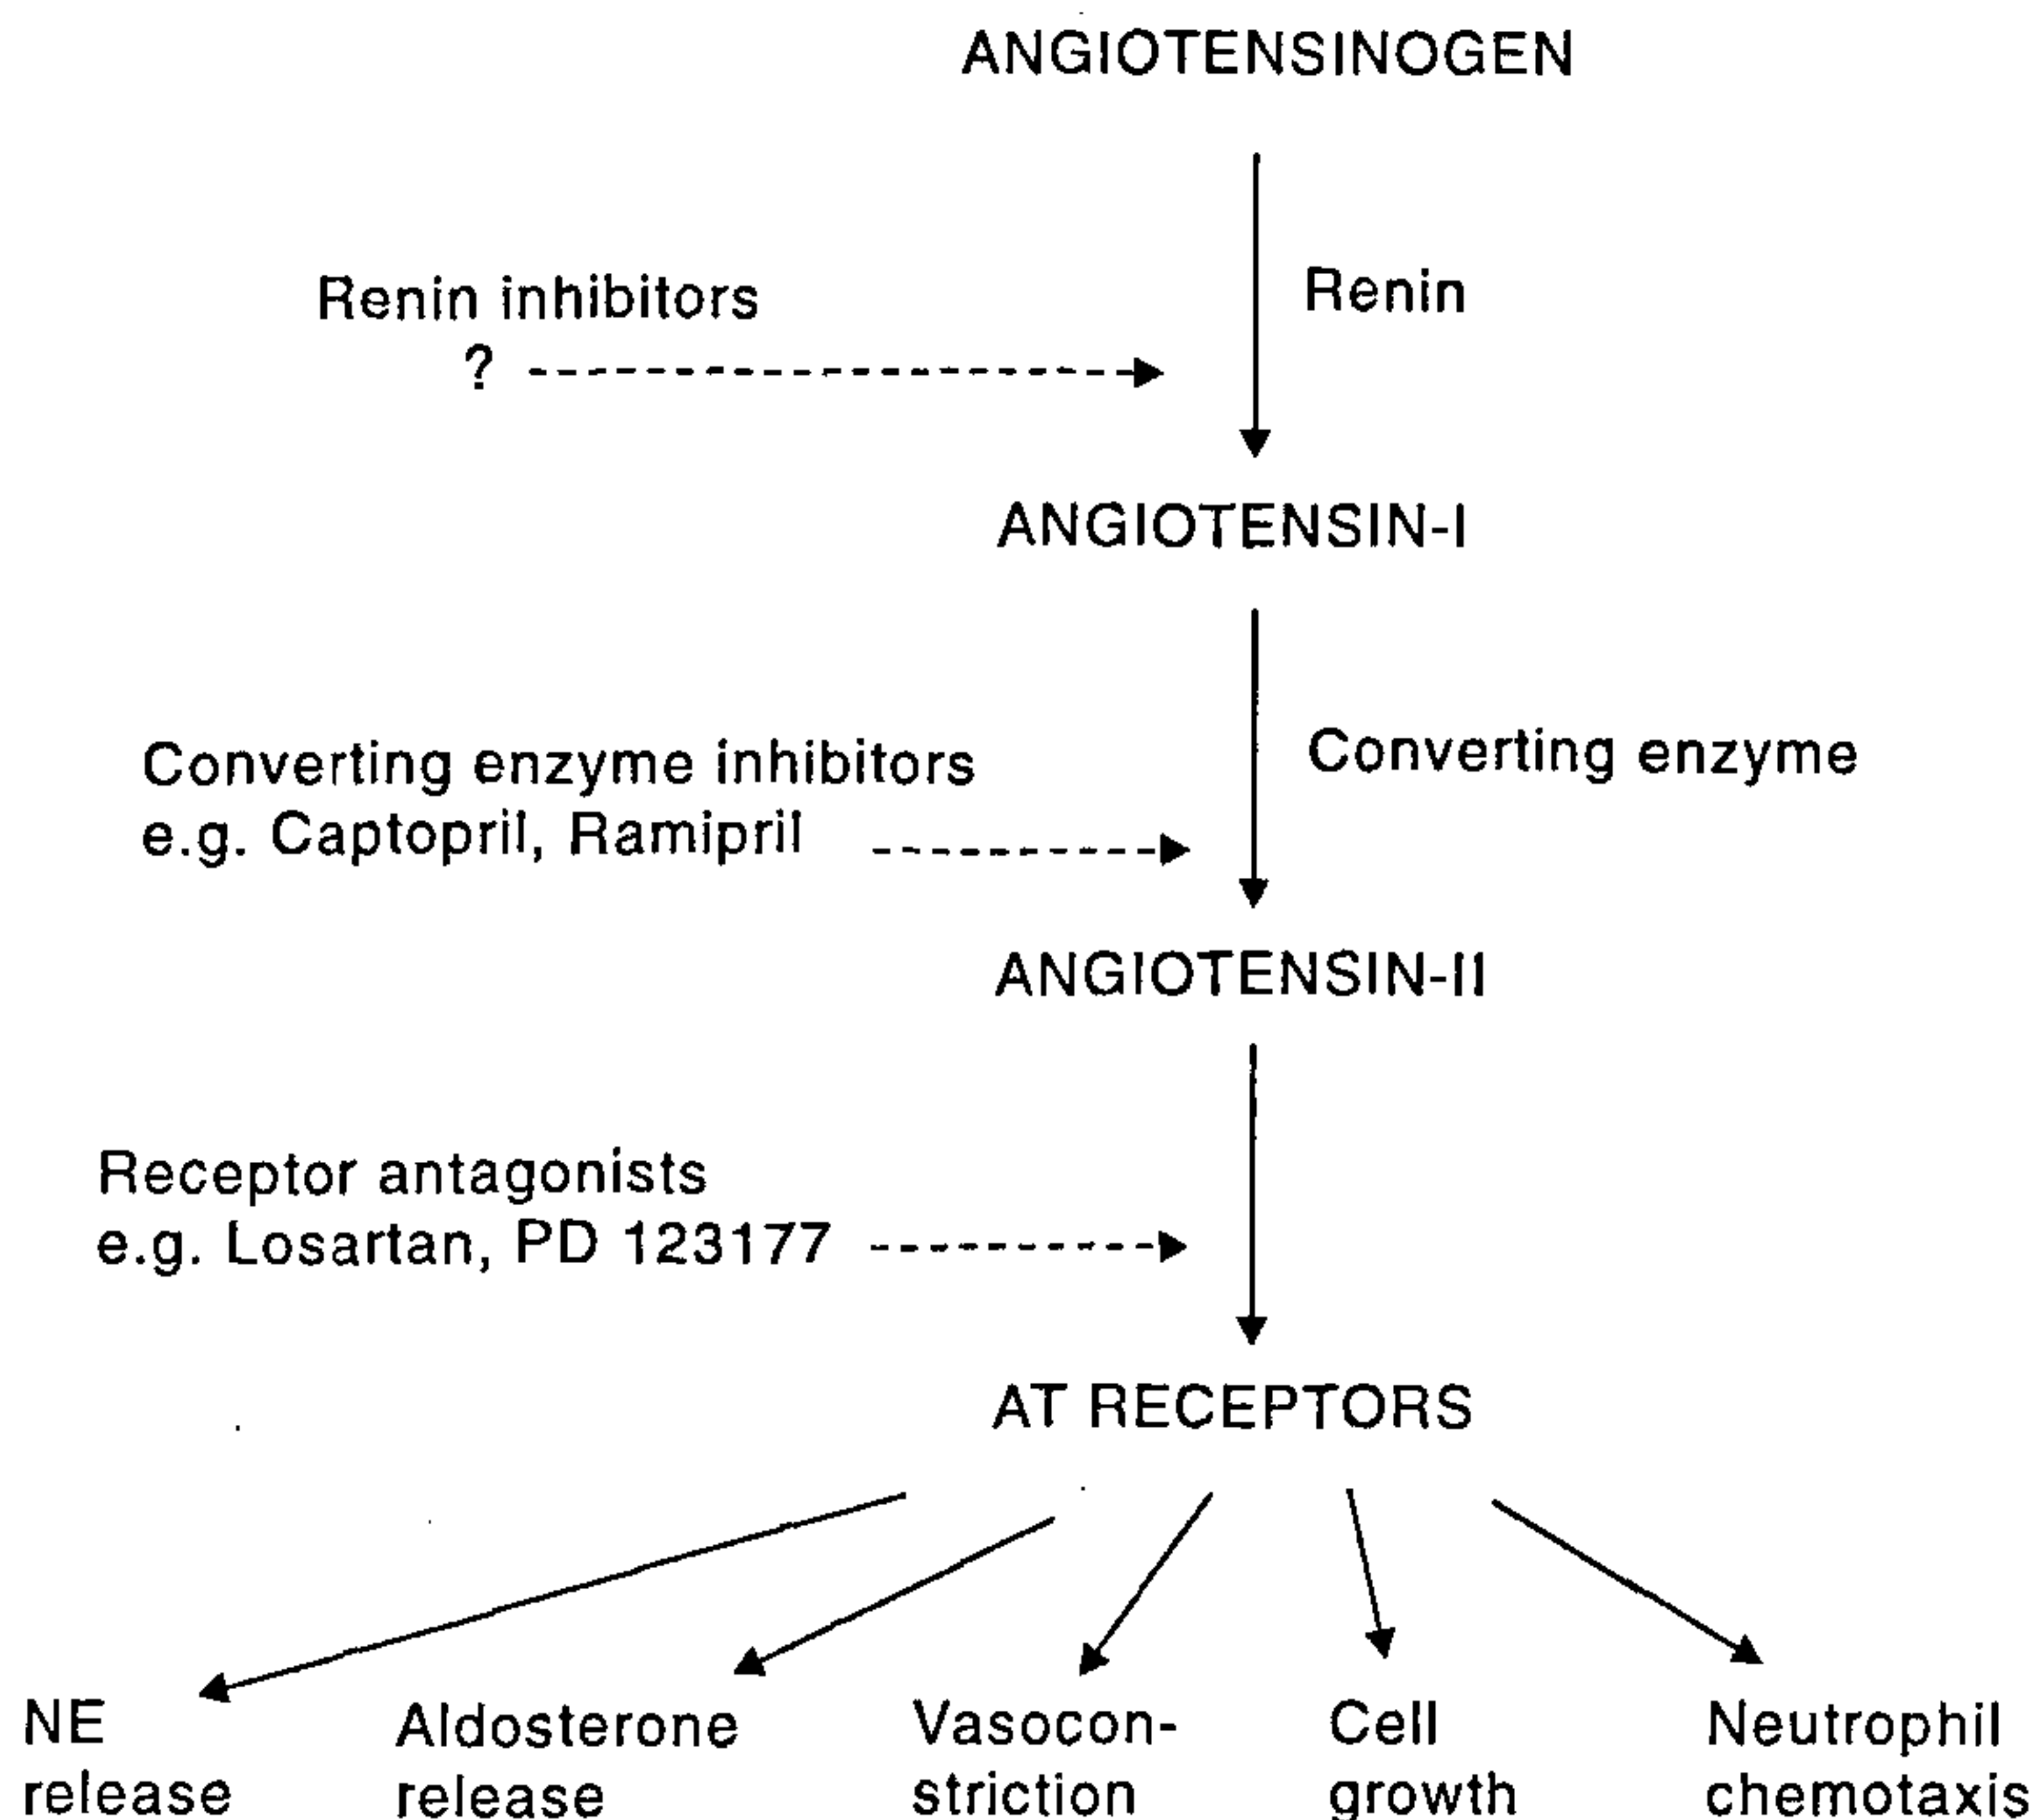 ANGIOTENSINOGEN
Renin inhibitors
?
Renin
ANGIOTENSIN-I
Converting enzyme inhibitors
e.g. Captopril, Ramipril
Converting enzyme
ANGIOTENSIN-II
Receptor antagonists
e.g. Losartan, PD 123177
AT RECEPTORS
NE
release
Aldosterone
release
Vasocon-
striction
Cell
growth
Neutrophil
chemotaxis